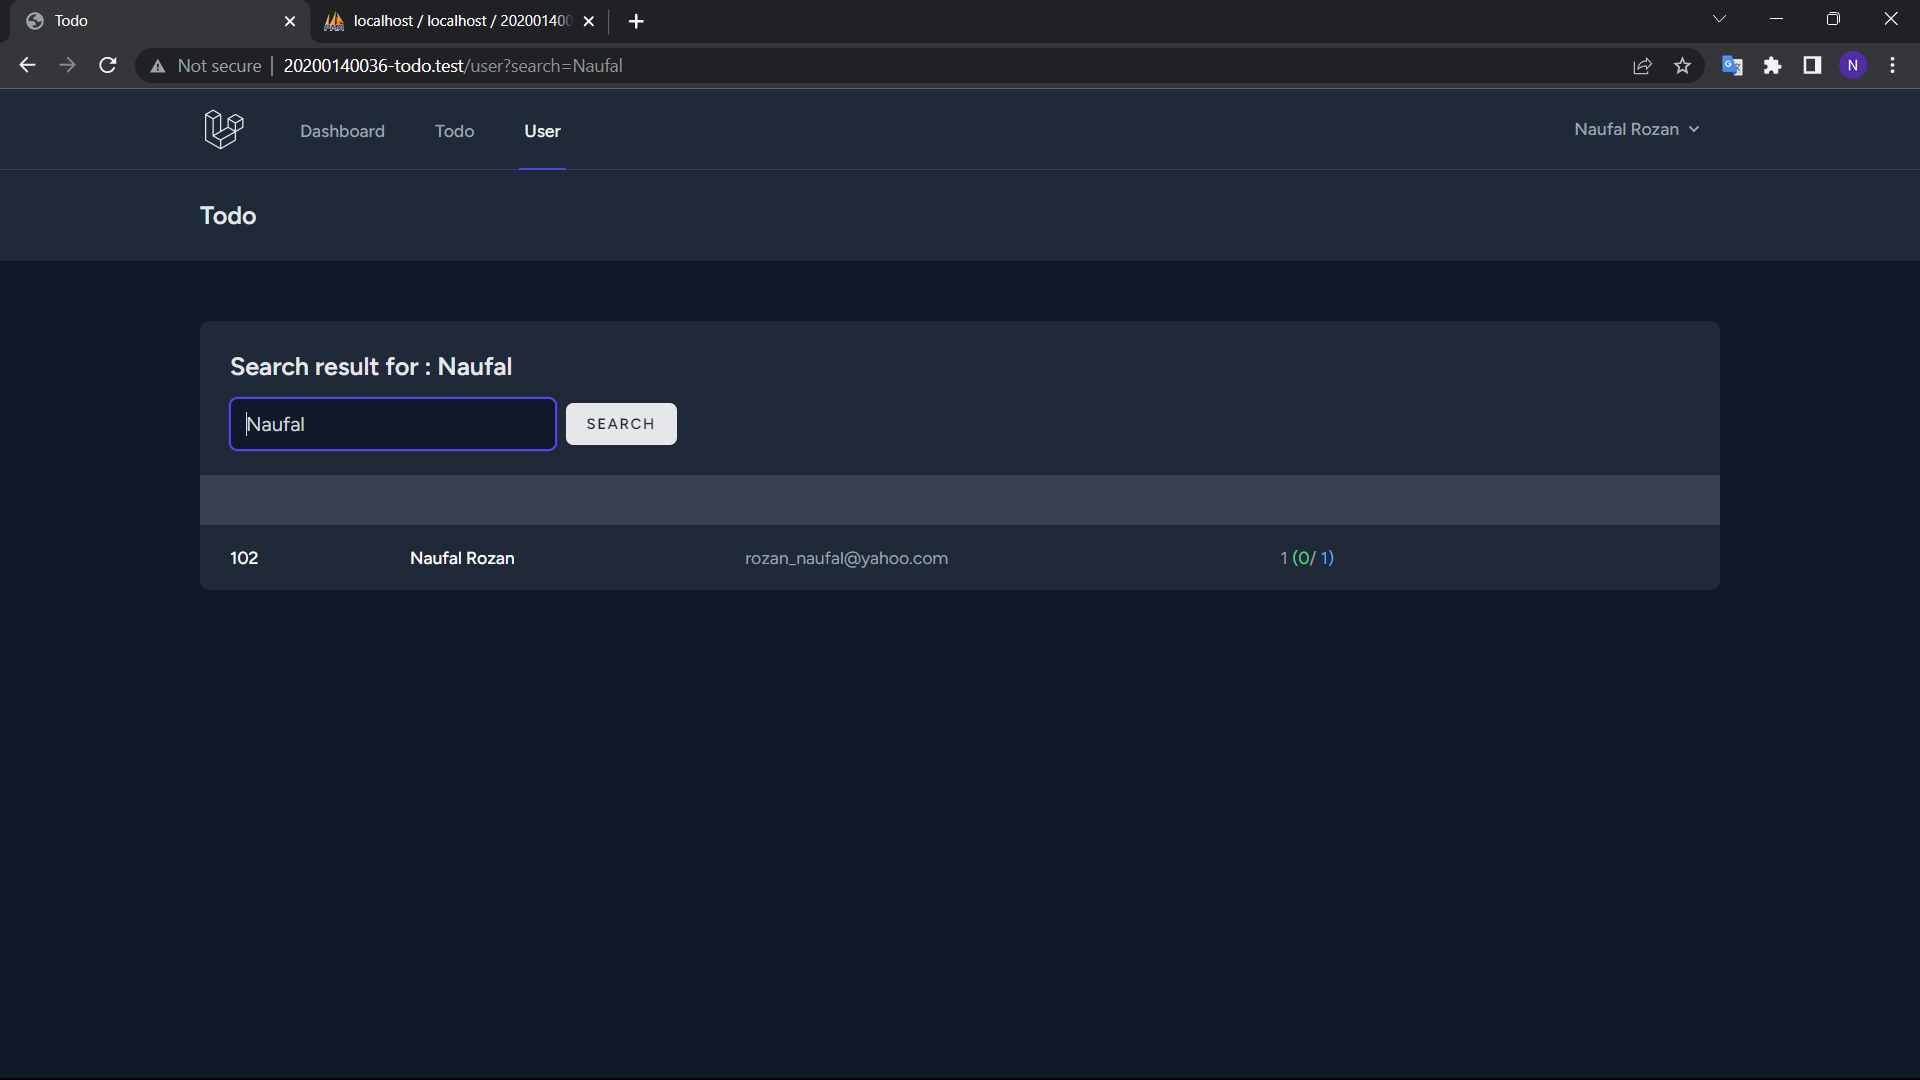 Todo
localhost / localhost / 202001400
Not secure
20200140036-todo.test/user?search=Naufal
N
Dashboard
Todo
User
Naufal Rozan
Todo
Search result for : Naufal
Naufal
SEARCH
102
Naufal Rozan
rozan_naufal@yahoo.com
1 (0/ 1)